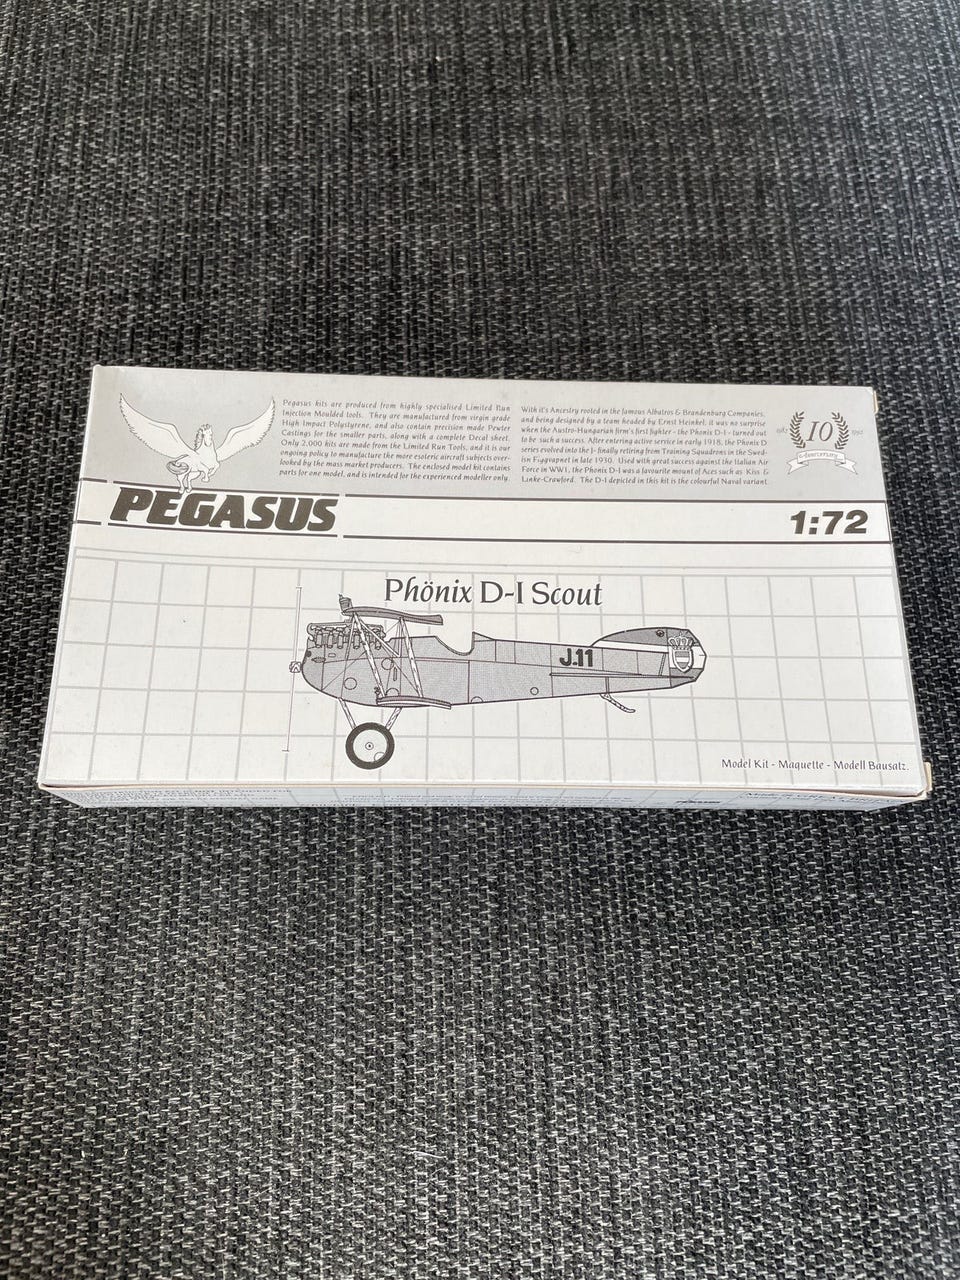 Pegasus kits are produced from highly specialised Limited Run
Injection Moulded tools. They are manufactured from virgin grade
High Impact Polystyrene, and also contain precision made Pewter
Castings for the smaller parts, along with a complete Decal sheet.
Only 2,000 kits are made from the Limited Run Tools, and it is our
ongoing policy to manufacture the more esoteric aircraft subjects over-
looked by the mass market producers. The enclosed model kit contains
parts for one model, and is intended for the experienced modeller only.
With it's Ancestry rooted in the famous Albatros & Brandenburg Companies,
and being designed by a team headed by Ernst Heinkel, it was no surprise
when the Austro-Hungarian firm's first fighter - the Phönix D-I - turned out
to be such a success. After entering active service in early 1918, the Phönix D
series evolved into the J- finally retiring from Training Squadrons in the Swed-
ish Flygvapnet in late 1930. Used with great success against the Italian Air
Force in WW1, the Phönix D-I was a favourite mount of Aces such as Kiss &
Linke-Crawford. The D-I depicted in this kit is the colourful Naval variant.
10
Anniversary
PEGASUS
1:72
Phönix D-I Scout
J.11
Model Kit - Maquette - Modell Bausatz.